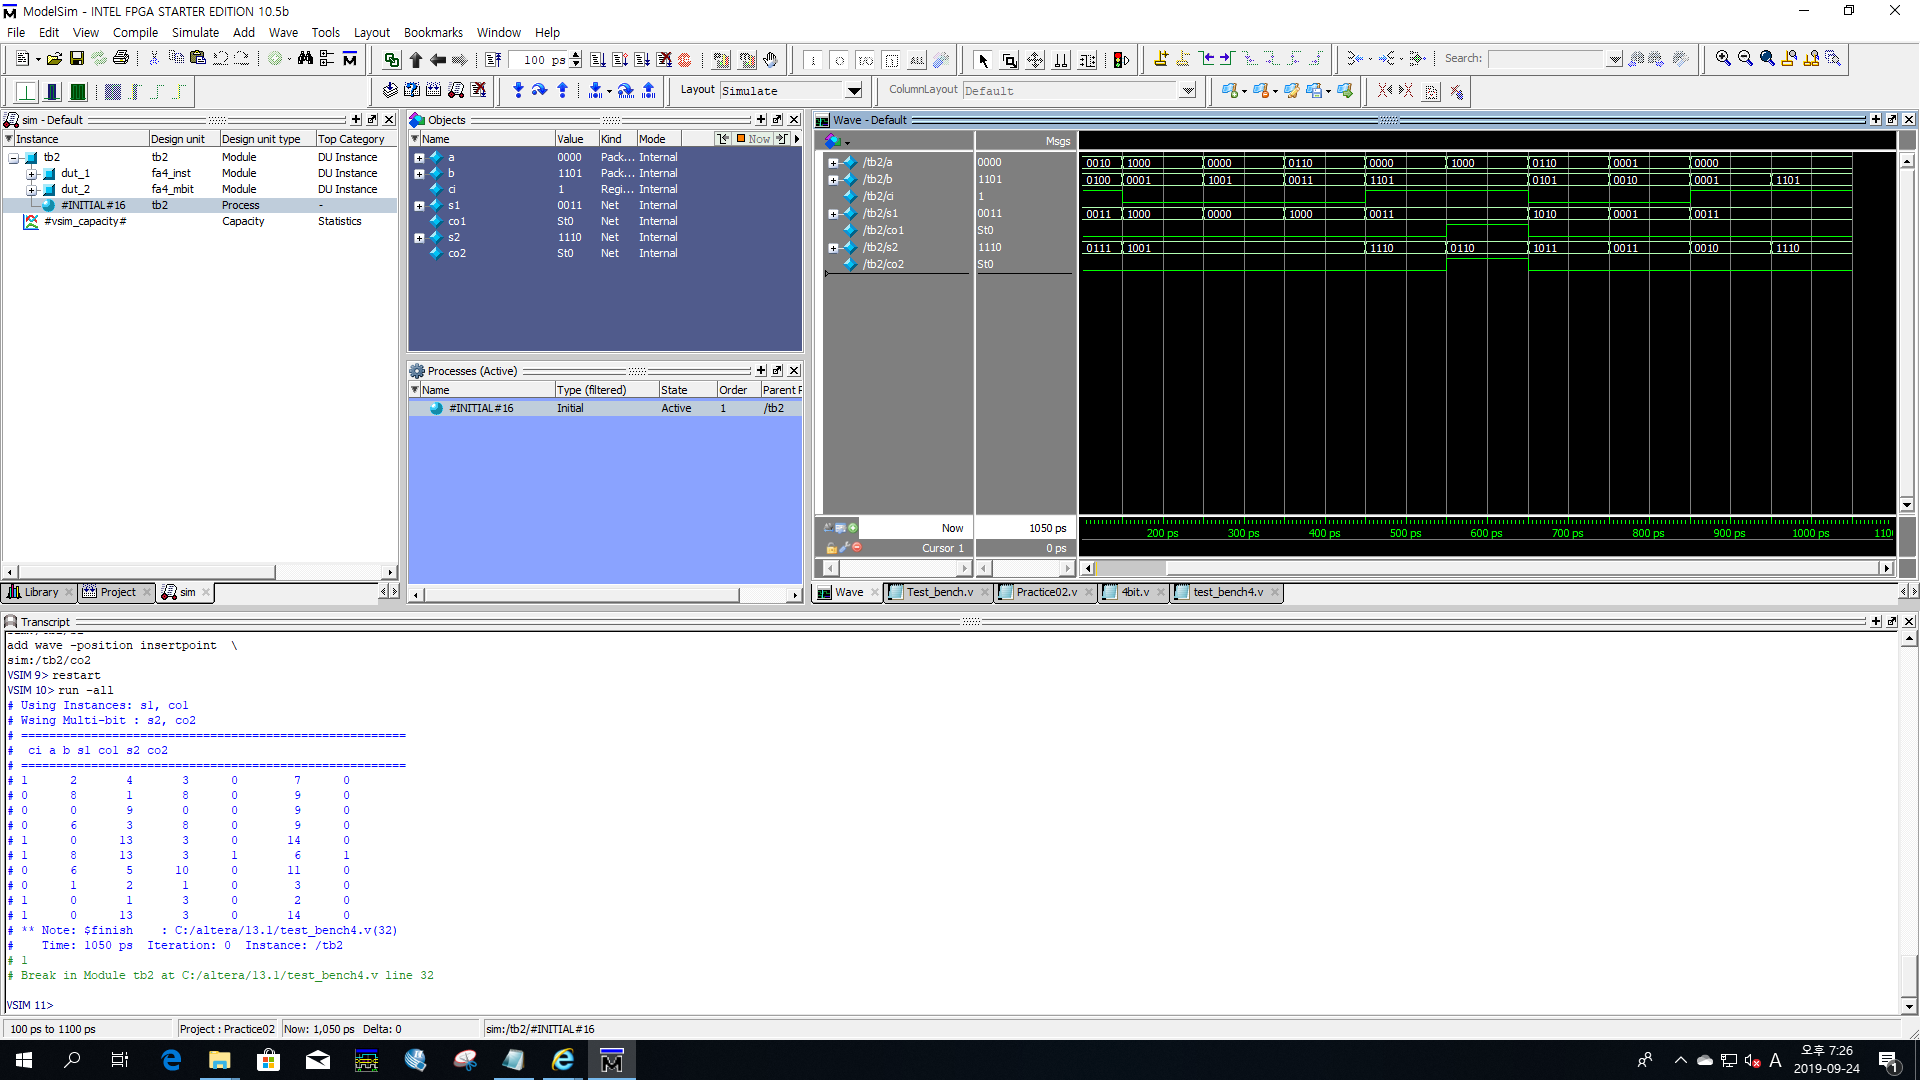 ModelSim - INTEL FPGA STARTER EDITION 10.5b
File Edit View Compile Simulate Add Wave Tools Layout Bookmarks Window Help
100 ps
Search:
Layout Simulate
ColumnLayout Default
sim - Default
Instance Design unit Design unit type Top Category
tb2 tb2 Module DU Instance
dut_1 fa4_inst Module DU Instance
dut_2 fa4_mbit Module DU Instance
#INITIAL#16 tb2 Process -
#vsim_capacity# Capacity Statistics
Library Project sim
Objects
Name Value Kind Mode
Now
a 0000 Pack... Internal
b 1101 Pack... Internal
ci 1 Regi... Internal
s1 0011 Net Internal
co1 St0 Net Internal
s2 1110 Net Internal
co2 St0 Net Internal
Processes (Active)
Name Type (filtered) State Order Parent F
#INITIAL#16 Initial Active 1 /tb2
Wave - Default
Msgs
/tb2/a 0000 0010 1000 0000 0110 0000 1000 0110 0001 0000
/tb2/b 1101 0100 0001 1001 0011 1101 0101 0010 0001 1101
/tb2/ci 1
/tb2/s1 0011 0011 1000 0000 1000 0011 1010 0001 0011
/tb2/co1 St0
/tb2/s2 1110 0111 1001 1110 0110 1011 0011 0010 1110
/tb2/co2 St0
Now 1050 ps
200 ps 300 ps 400 ps 500 ps 600 ps 700 ps 800 ps 900 ps 1000 ps 110
Cursor 1 0 ps
Wave Test_bench.v Practice02.v 4bit.v test_bench4.v
Transcript
add wave -position insertpoint \
sim:/tb2/co2
VSIM 9> restart
VSIM 10> run -all
# Using Instances: s1, co1
# Wsing Multi-bit : s2, co2
# =======================================================
# ci a b s1 co1 s2 co2
# =======================================================
# 1 2 4 3 0 7 0
# 0 8 1 8 0 9 0
# 0 0 9 0 0 9 0
# 0 6 3 8 0 9 0
# 1 0 13 3 0 14 0
# 1 8 13 3 1 6 1
# 0 6 5 10 0 11 0
# 0 1 2 1 0 3 0
# 1 0 1 3 0 2 0
# 1 0 13 3 0 14 0
# ** Note: $finish : C:/altera/13.1/test_bench4.v(32)
# Time: 1050 ps Iteration: 0 Instance: /tb2
# 1
# Break in Module tb2 at C:/altera/13.1/test_bench4.v line 32
VSIM 11>
100 ps to 1100 ps Project : Practice02 Now: 1,050 ps Delta: 0 sim:/tb2/#INITIAL#16
A
오후 7:26
2019-09-24
1